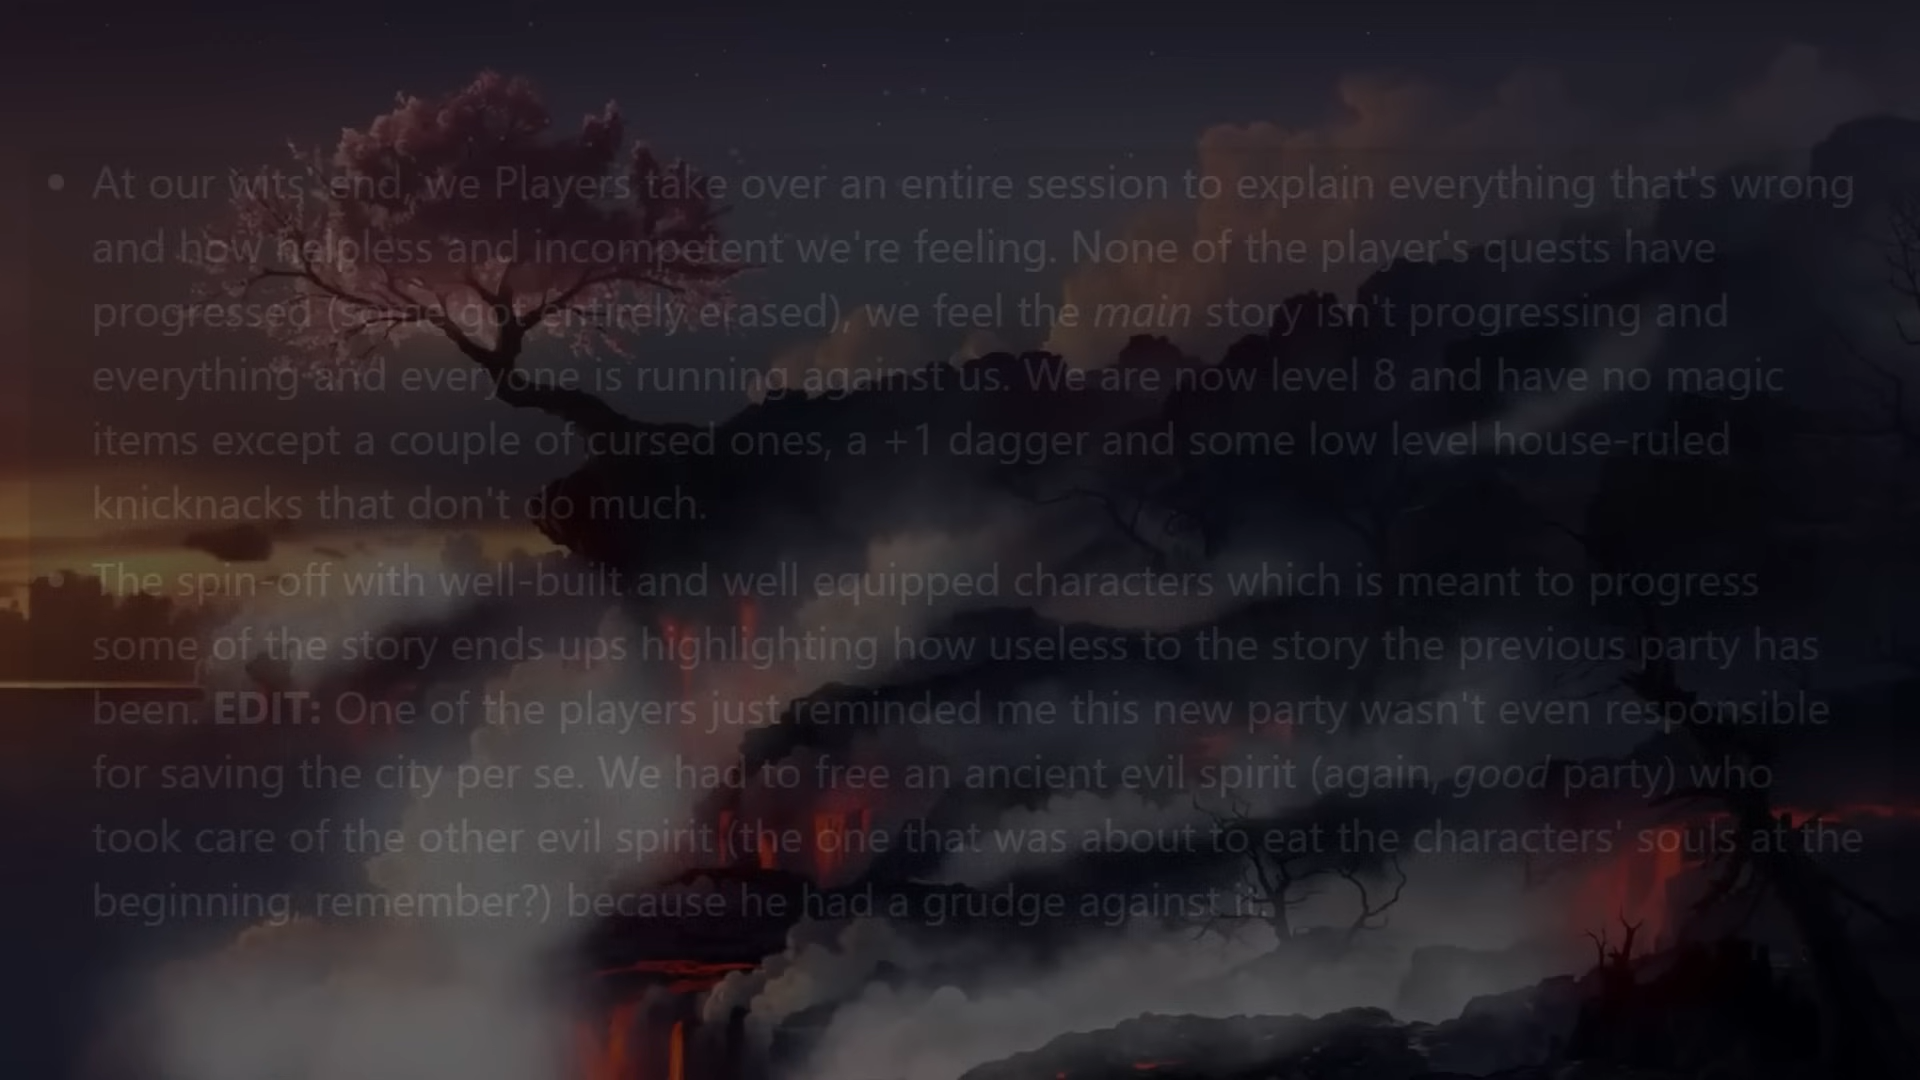 • At our wits' end, we Players take over an entire session to explain everything that's wrong
and how helpless and incompetent we're feeling. None of the player's quests have
progressed (some got entirely erased), we feel the main story isn't progressing and
everything and everyone is running against us. We are now level 8 and have no magic
items except a couple of cursed ones, a +1 dagger and some low level house-ruled
knicknacks that don't do much.
• The spin-off with well-built and well equipped characters which is meant to progress
some of the story ends ups highlighting how useless to the story the previous party has
been. EDIT: One of the players just reminded me this new party wasn't even responsible
for saving the city per se. We had to free an ancient evil spirit (again, good party) who
took care of the other evil spirit (the one that was about to eat the characters' souls at the
beginning, remember?) because he had a grudge against it.